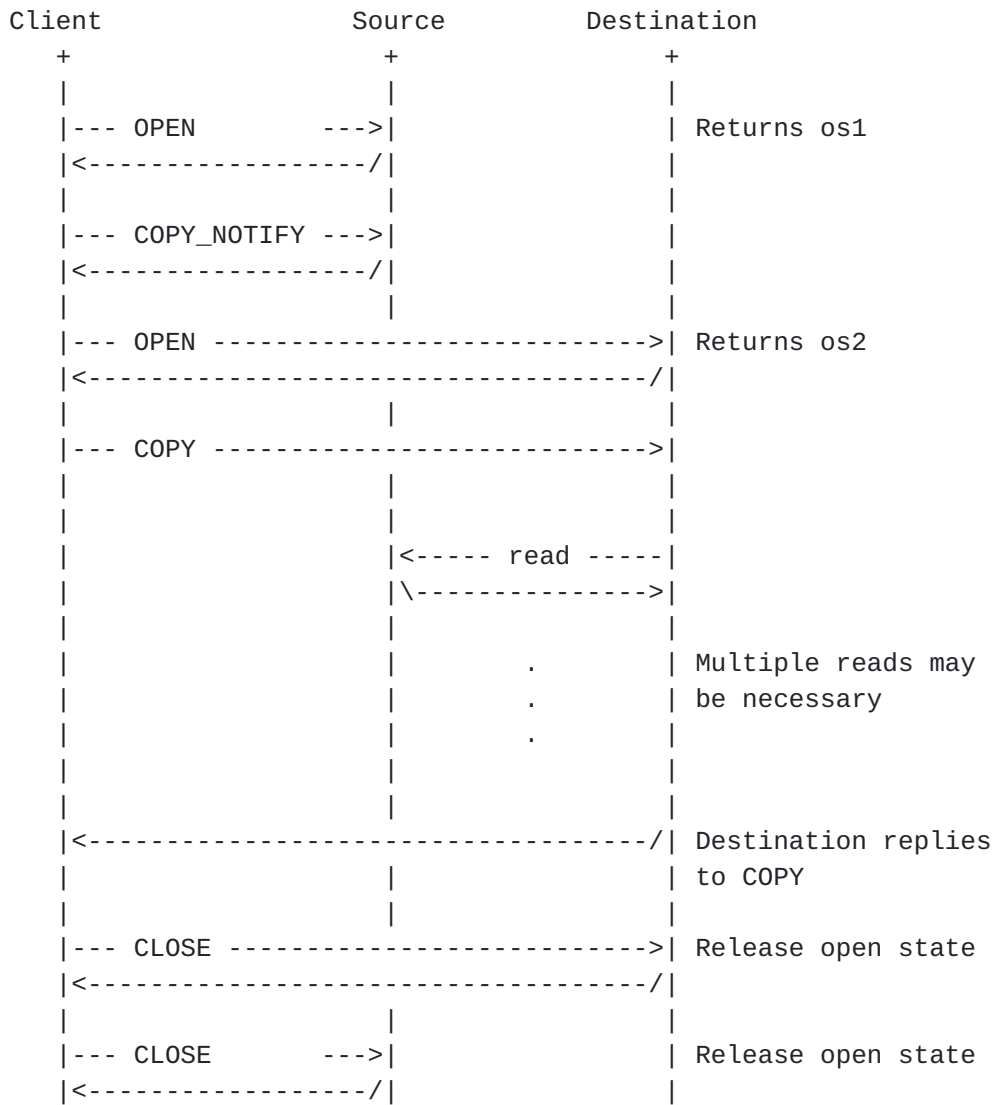 Client                Source         Destination
   +                    +                 +
   |                    |                 |
   |--- OPEN        --->|                 | Returns os1
   |<------------------/|                 |
   |                    |                 |
   |--- COPY_NOTIFY --->|                 |
   |<------------------/|                 |
   |                    |                 |
   |--- OPEN ---------------------------->| Returns os2
   |<------------------------------------/|
   |                    |                 |
   |--- COPY ---------------------------->|
   |                    |                 |
   |                    |                 |
   |                    |<----- read -----|
   |                    |\--------------->|
   |                    |                 |
   |                    |        .        | Multiple reads may
   |                    |        .        | be necessary
   |                    |        .        |
   |                    |                 |
   |                    |                 |
   |<------------------------------------/| Destination replies
   |                    |                 | to COPY
   |                    |                 |
   |--- CLOSE --------------------------->| Release open state
   |<------------------------------------/|
   |                    |                 |
   |--- CLOSE       --->|                 | Release open state
   |<------------------/|                 |